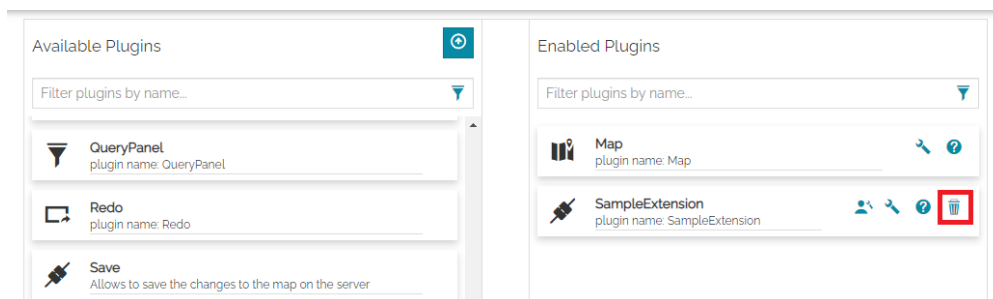 Available Plugins
Filter plugins by name...
QueryPanel
plugin name: QueryPanel
Redo
plugin name: Redo
Save
Allows to save the changes to the map on the server
Enabled Plugins
Filter plugins by name...
Map
plugin name: Map
SampleExtension
plugin name: SampleExtension